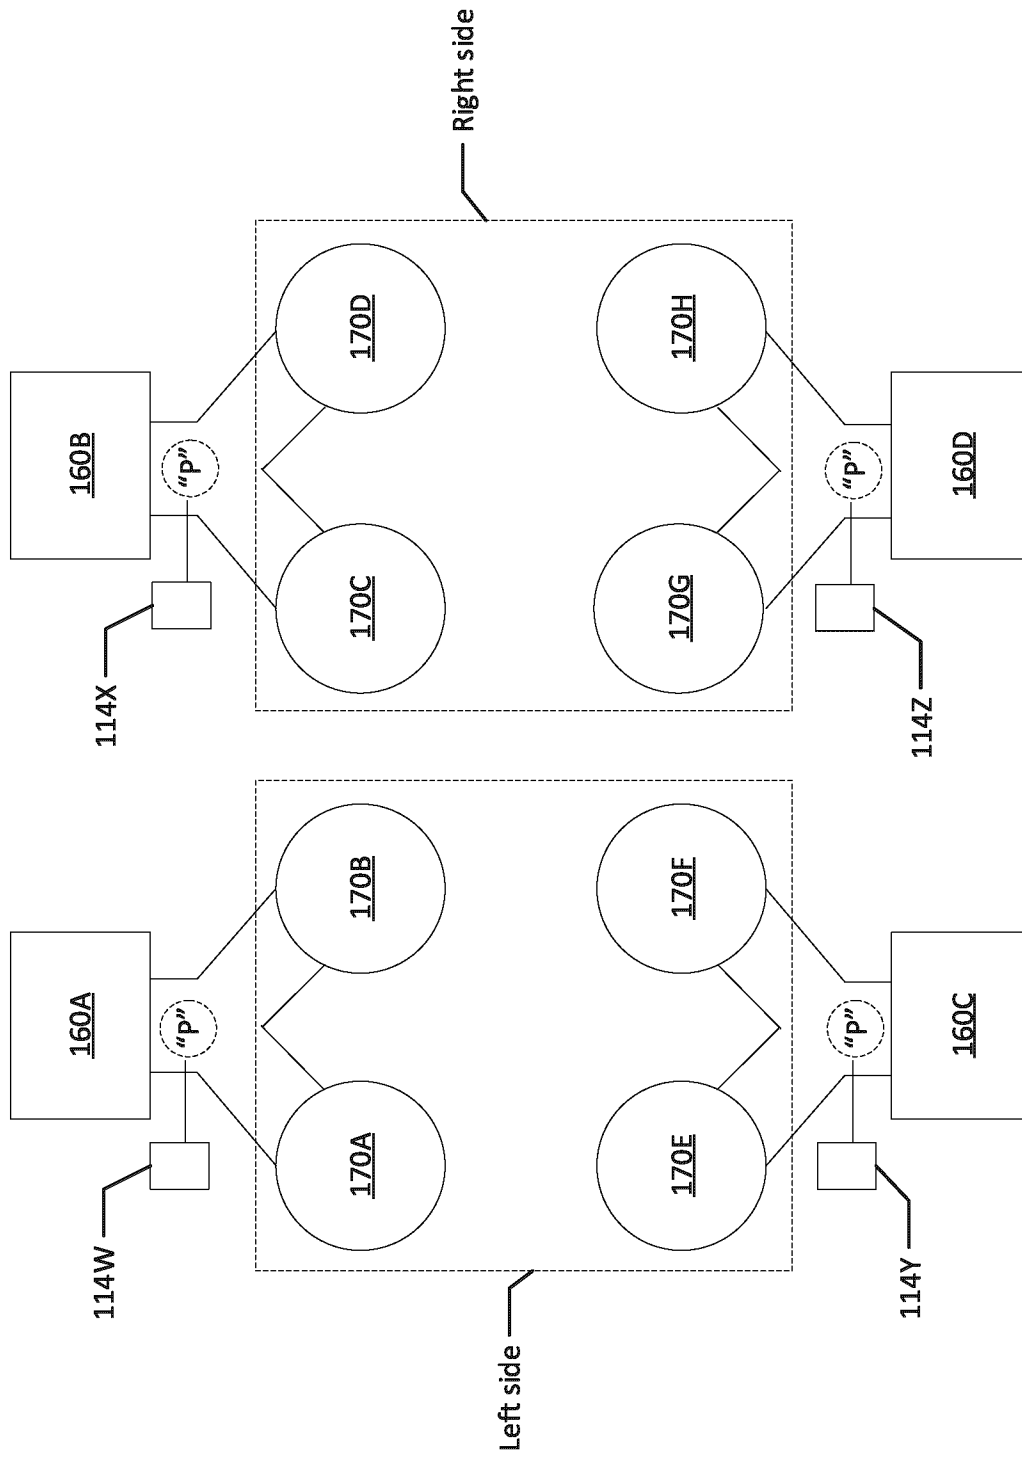 160A
160B
114W
114X
"P"
"P"
170A
170B
170C
170D
Left side
Right side
170E
170F
170G
170H
"P"
"P"
114Y
114Z
160C
160D